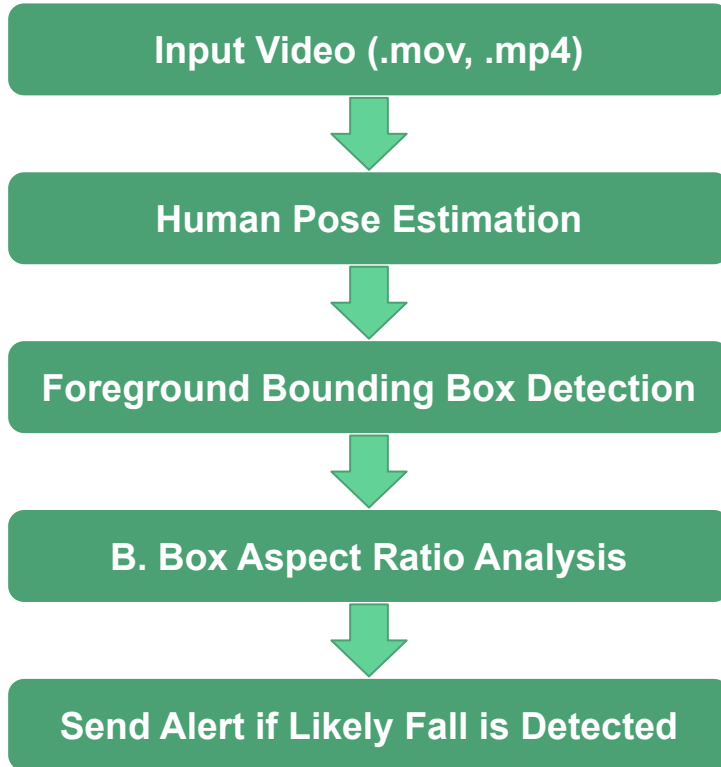 Input Video (.mov, .mp4)
Human Pose Estimation
Foreground Bounding Box Detection
B. Box Aspect Ratio Analysis
Send Alert if Likely Fall is Detected